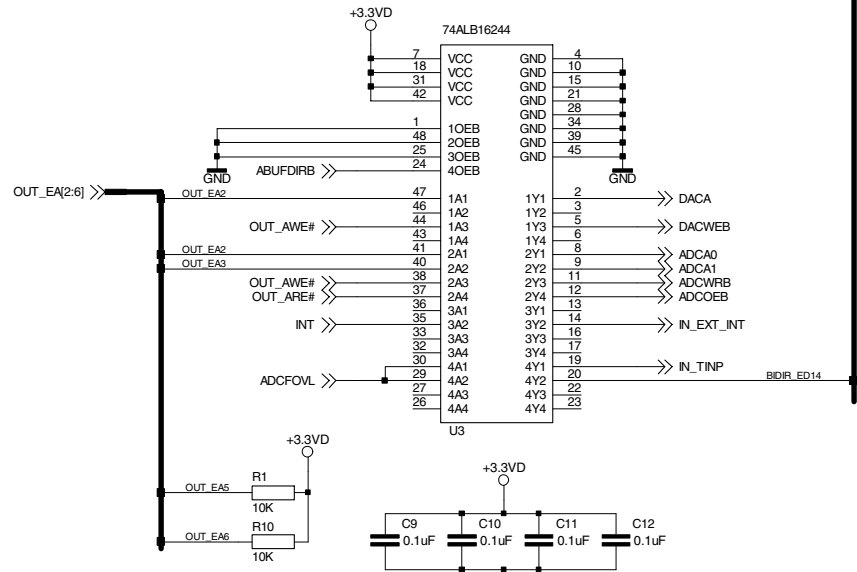 +3.3VD
74ALB16244
7 VCC GND 4
18 VCC GND 10
31 VCC GND 15
42 VCC GND 21
GND 28
1 1OEB GND 34
48 2OEB GND 39
25 3OEB GND 45
ABUFDIRB 24 4OEB
GND GND
OUT_EA[2:6]
OUT_EA2 47 1A1 1Y1 2 DACA
46 1A2 1Y2 3
OUT_AWE# 44 1A3 1Y3 5 DACWEB
43 1A4 1Y4 6
OUT_EA2 41 2A1 2Y1 8 ADCA0
OUT_EA3 40 2A2 2Y2 9 ADCA1
OUT_AWE# 38 2A3 2Y3 11 ADCWRB
OUT_ARE# 37 2A4 2Y4 12 ADCOEB
36 3A1 3Y1 13
INT 35 3A2 3Y2 14 IN_EXT_INT
33 3A3 3Y3 16
32 3A4 3Y4 17
30 4A1 4Y1 19 IN_TINP
ADCFOVL 29 4A2 4Y2 20 BIDIR_ED14
27 4A3 4Y3 22
26 4A4 4Y4 23
U3
+3.3VD
OUT_EA5 R1
10K
OUT_EA6 R10
10K
+3.3VD
C9 C10 C11 C12
0.1uF 0.1uF 0.1uF 0.1uF